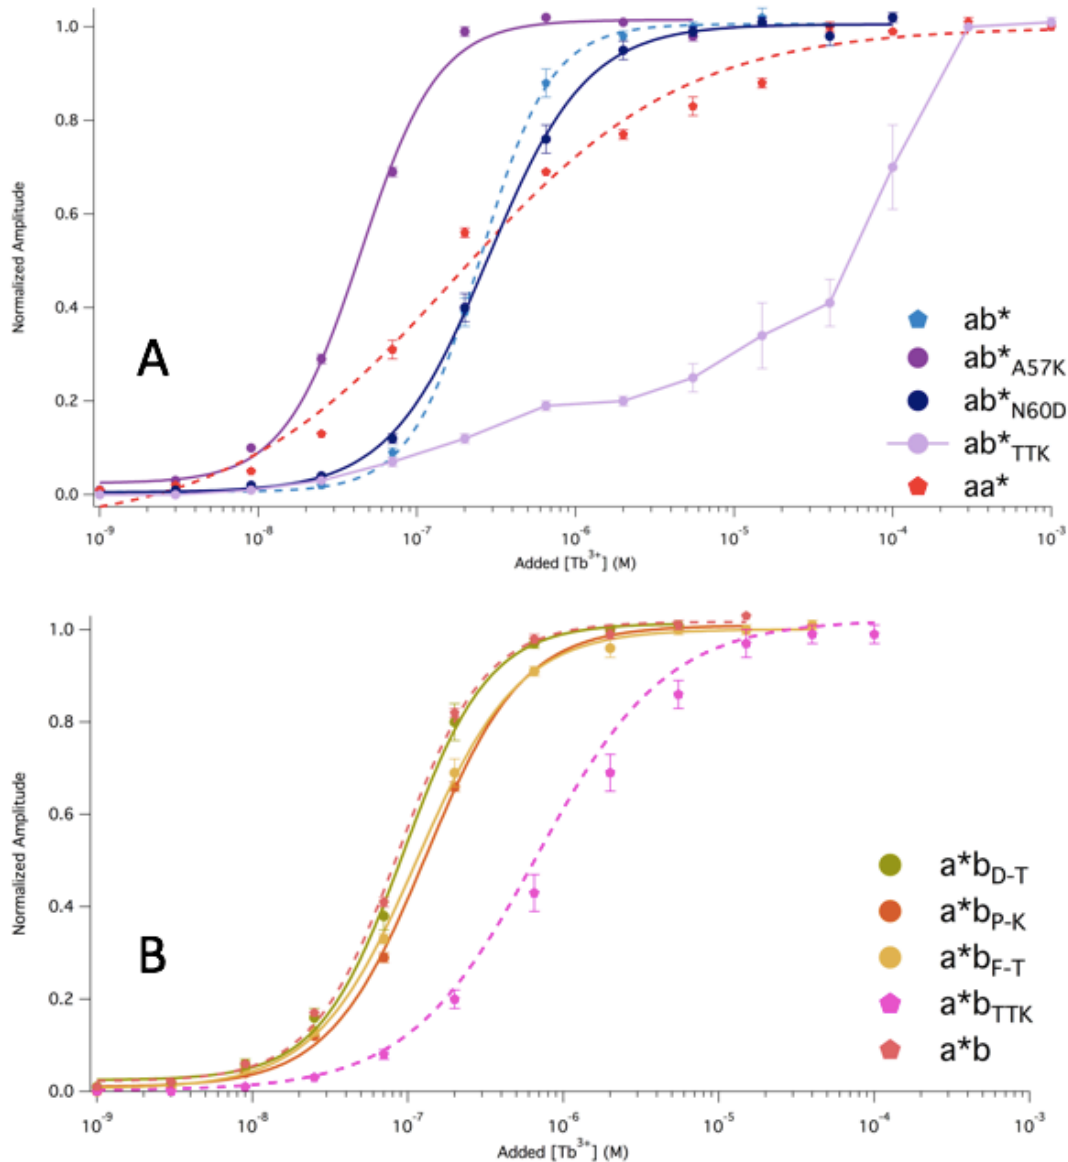 1.0
0.8
0.6
0.4
0.2
0.0
Normalized Amplitude
A
ab*
ab*A57K
ab*N60D
ab*TTK
aa*
10-9
10-8
10-7
10-6
10-5
10-4
10-3
Added [Tb3+] (M)
1.0
0.8
0.6
0.4
0.2
0.0
Normalized Amplitude
B
a*bD-T
a*bP-K
a*bF-T
a*bTTK
a*b
10-9
10-8
10-7
10-6
10-5
10-4
10-3
Added [Tb3+] (M)